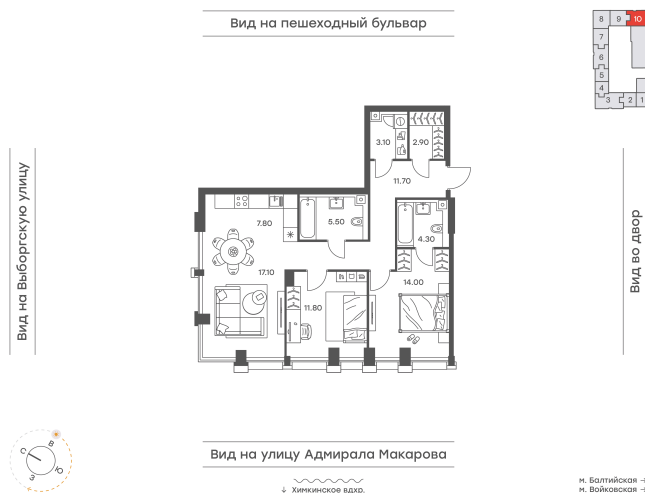 Вид на пешеходный бульвар
8 9 10
7
6
5
4
3 2 1
Вид на Выборгскую улицу
Вид во двор
3.10
2.90
11.70
7.80
5.50
4.30
17.10
14.00
11.80
Вид на улицу Адмирала Макарова
С В
З Ю
↓ Химкинское вдхр.
м. Балтийская
м. Войковская